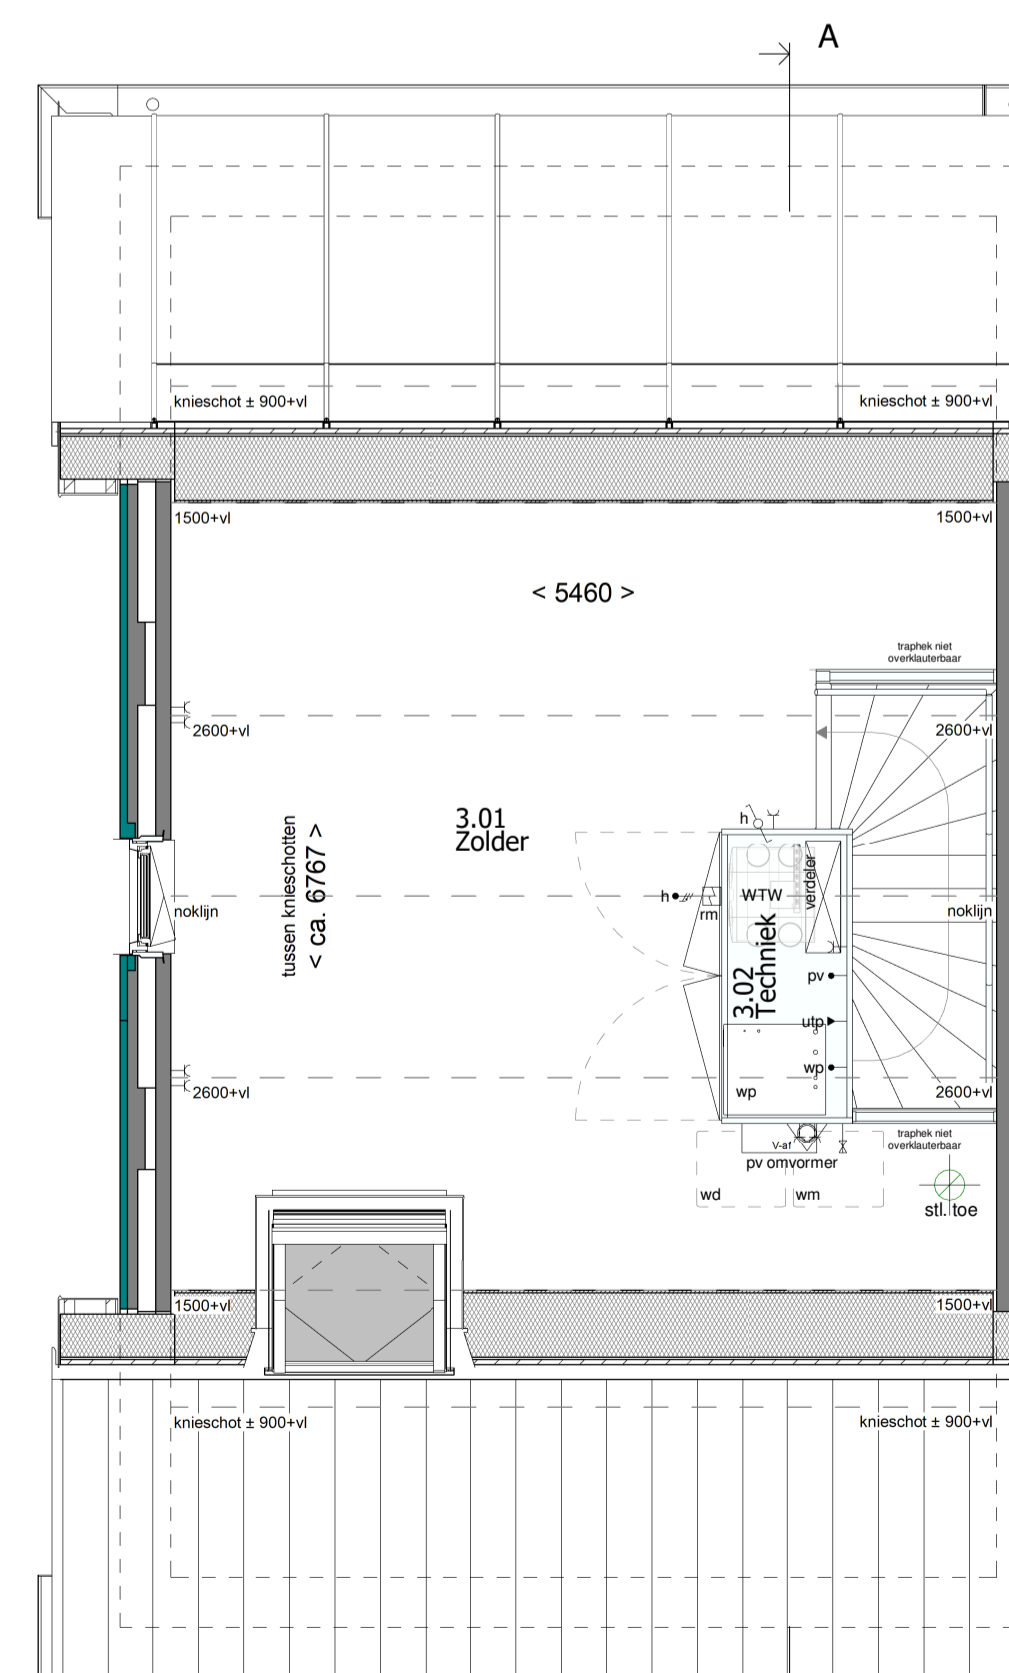 A
knieschot ± 900+vl
knieschot ± 900+vl
1500+vl
1500+vl
< 5460 >
traphek niet
overklauterbaar
2600+vl
2600+vl
3.01
Zolder
tussen knieschotten
< ca. 6767 >
h
h
rm
WTW
verdeler
noklijn
noklijn
3.02
Techniek
pv
utp
wp
wp
2600+vl
2600+vl
V-af
pv omvormer
traphek niet
overklauterbaar
wd
wm
stl. toe
1500+vl
1500+vl
knieschot ± 900+vl
knieschot ± 900+vl